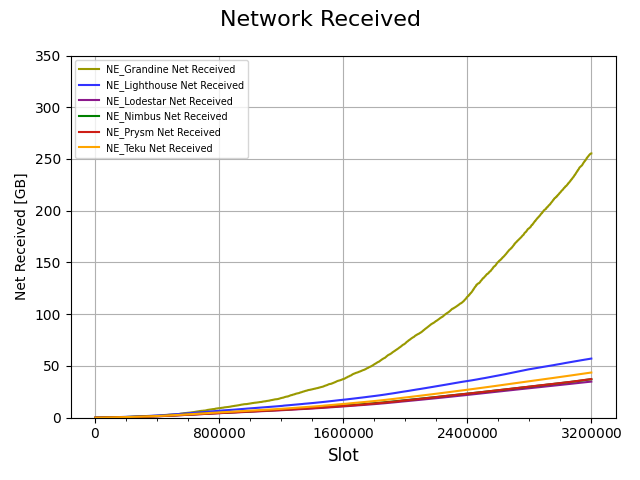 Network Received
350
300
250
200
150
100
50
0
Net Received [GB]
NE_Grandine Net Received
NE_Lighthouse Net Received
NE_Lodestar Net Received
NE_Nimbus Net Received
NE_Prysm Net Received
NE_Teku Net Received
0 800000 1600000 2400000 3200000
Slot